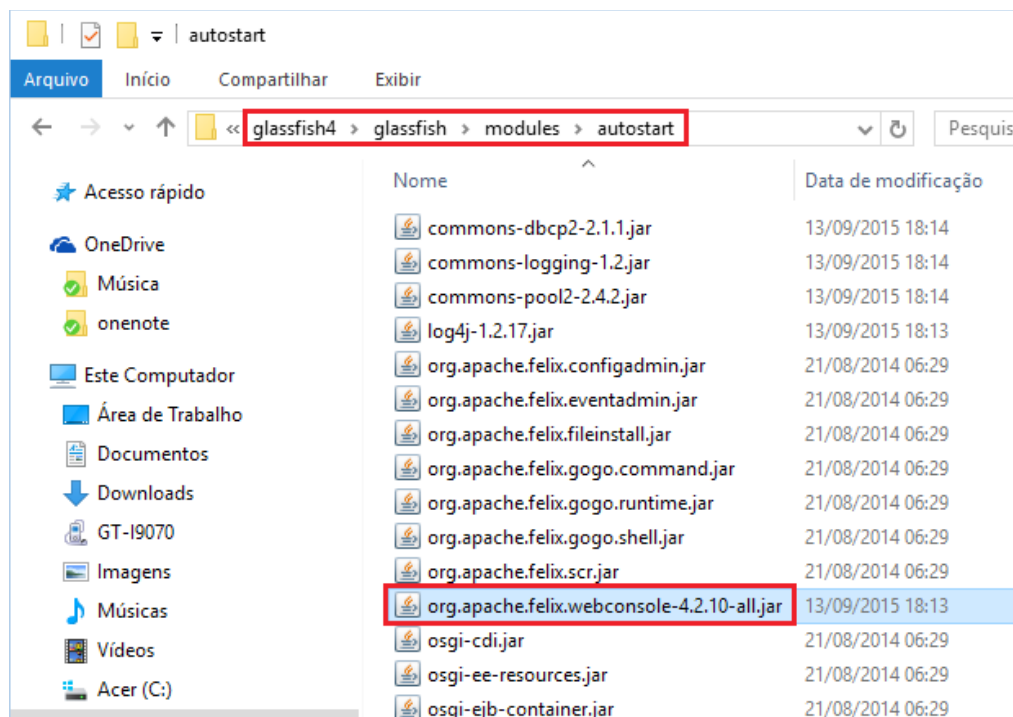 autostart
Arquivo Início Compartilhar Exibir
« glassfish4 > glassfish > modules > autostart Pesquis
Acesso rápido
OneDrive
Música
onenote
Este Computador
Área de Trabalho
Documentos
Downloads
GT-I9070
Imagens
Músicas
Vídeos
Acer (C:)
Nome Data de modificação
commons-dbcp2-2.1.1.jar 13/09/2015 18:14
commons-logging-1.2.jar 13/09/2015 18:14
commons-pool2-2.4.2.jar 13/09/2015 18:14
log4j-1.2.17.jar 13/09/2015 18:13
org.apache.felix.configadmin.jar 21/08/2014 06:29
org.apache.felix.eventadmin.jar 21/08/2014 06:29
org.apache.felix.fileinstall.jar 21/08/2014 06:29
org.apache.felix.gogo.command.jar 21/08/2014 06:29
org.apache.felix.gogo.runtime.jar 21/08/2014 06:29
org.apache.felix.gogo.shell.jar 21/08/2014 06:29
org.apache.felix.scr.jar 21/08/2014 06:29
org.apache.felix.webconsole-4.2.10-all.jar 13/09/2015 18:13
osgi-cdi.jar 21/08/2014 06:29
osgi-ee-resources.jar 21/08/2014 06:29
osgi-ejb-container.jar 21/08/2014 06:29